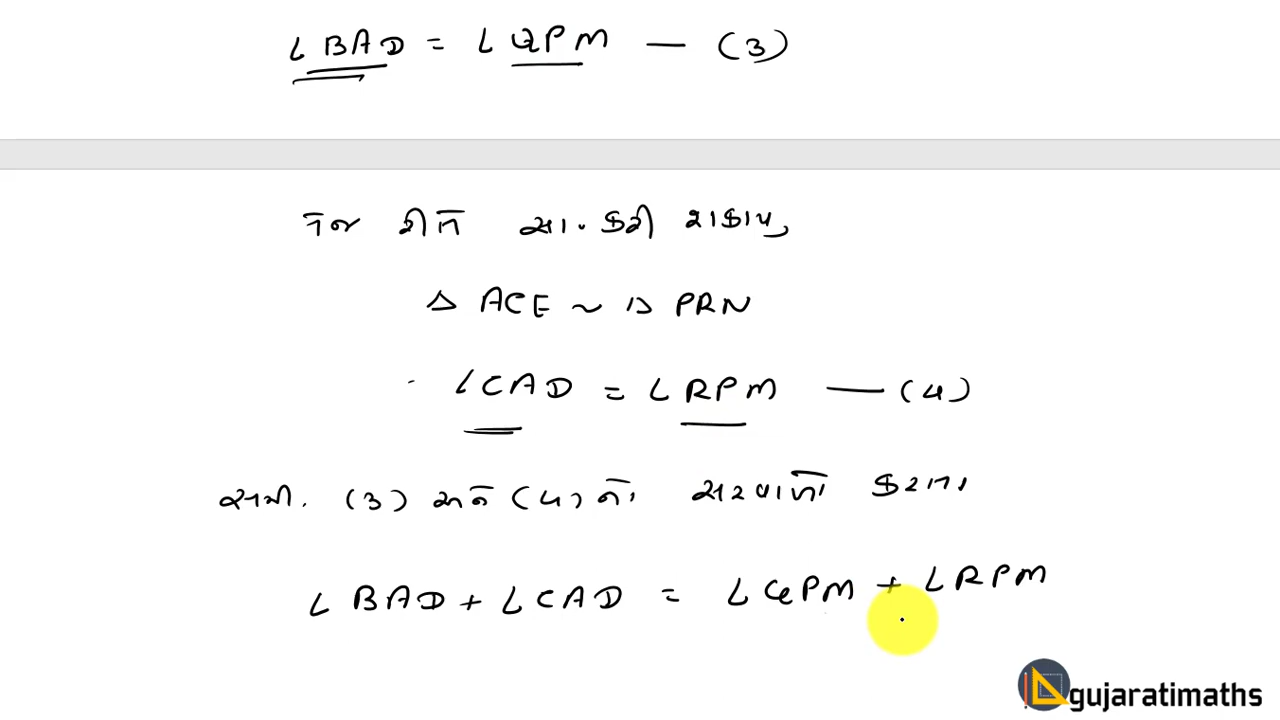 ∠BAD = ∠QPM — (3)
તેજ રીતે સા. કરી શકાય,
Δ ACE ~ Δ PRN
∠CAD = ∠RPM — (4)
સમી. (3) અને (4) નો સરવાળો કરતા
∠BAD + ∠CAD = ∠QPM + ∠RPM
gujaratimaths